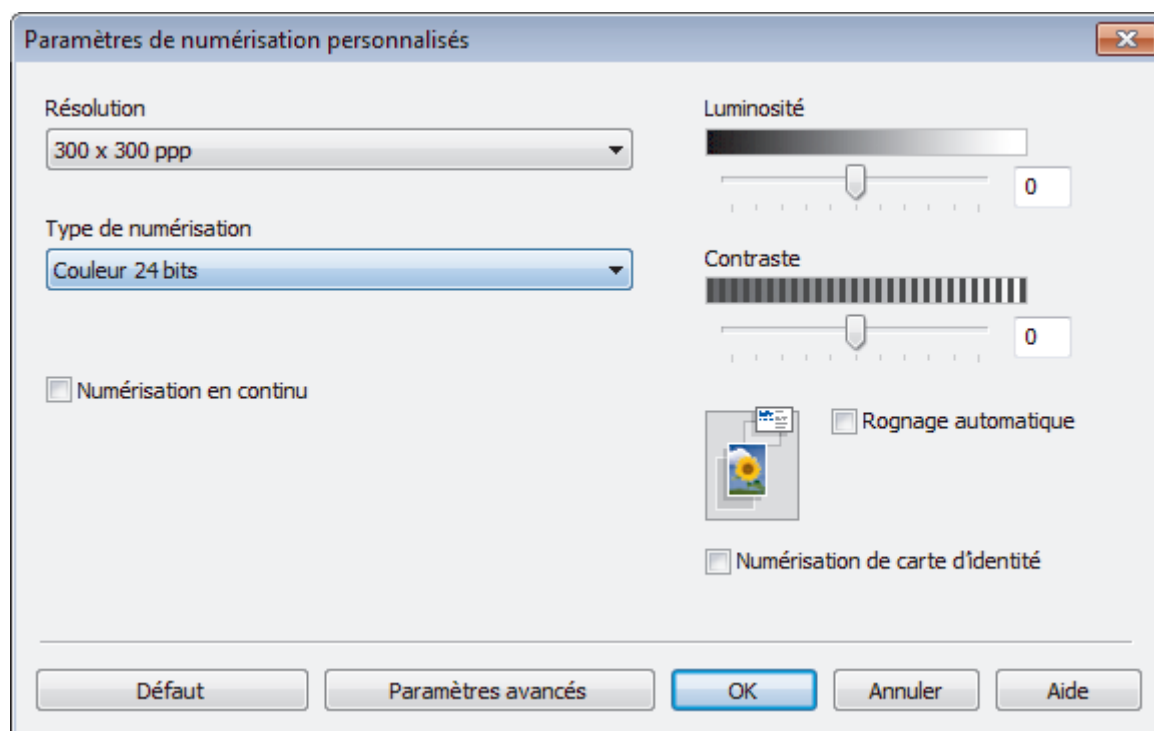 Paramètres de numérisation personnalisés
Résolution
300 x 300 ppp
Type de numérisation
Couleur 24 bits
Numérisation en continu
Luminosité
0
Contraste
0
Rognage automatique
Numérisation de carte d'identité
Défaut
Paramètres avancés
OK
Annuler
Aide